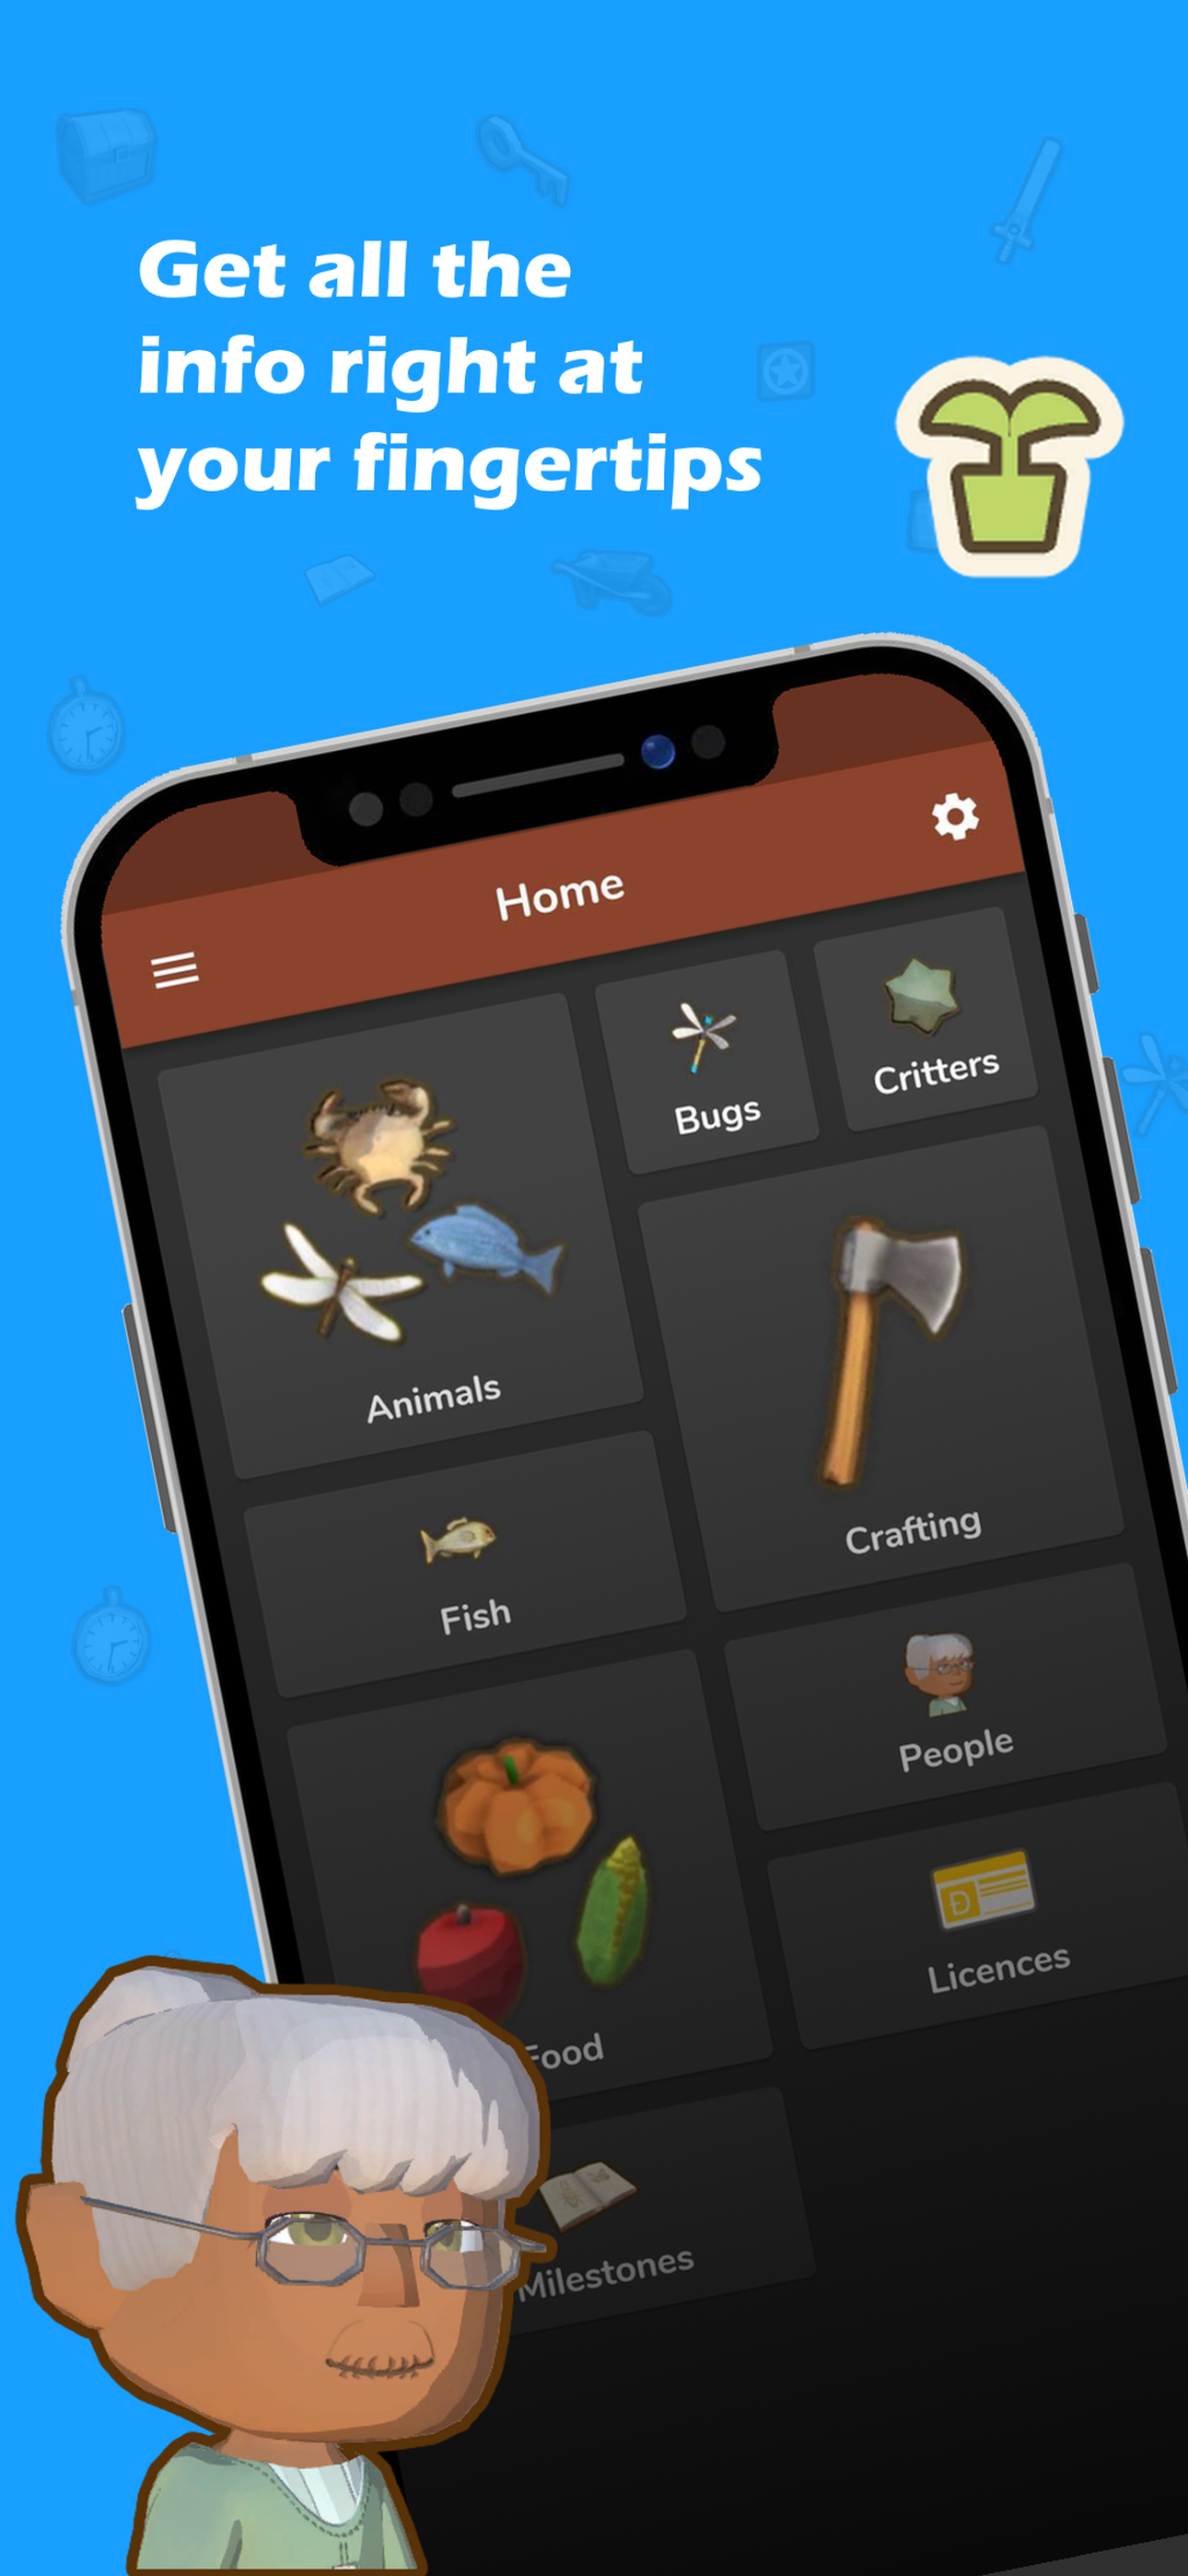 Get all the
info right at
your fingertips
Home
Animals
Bugs
Critters
Crafting
Fish
People
Food
Licences
Milestones